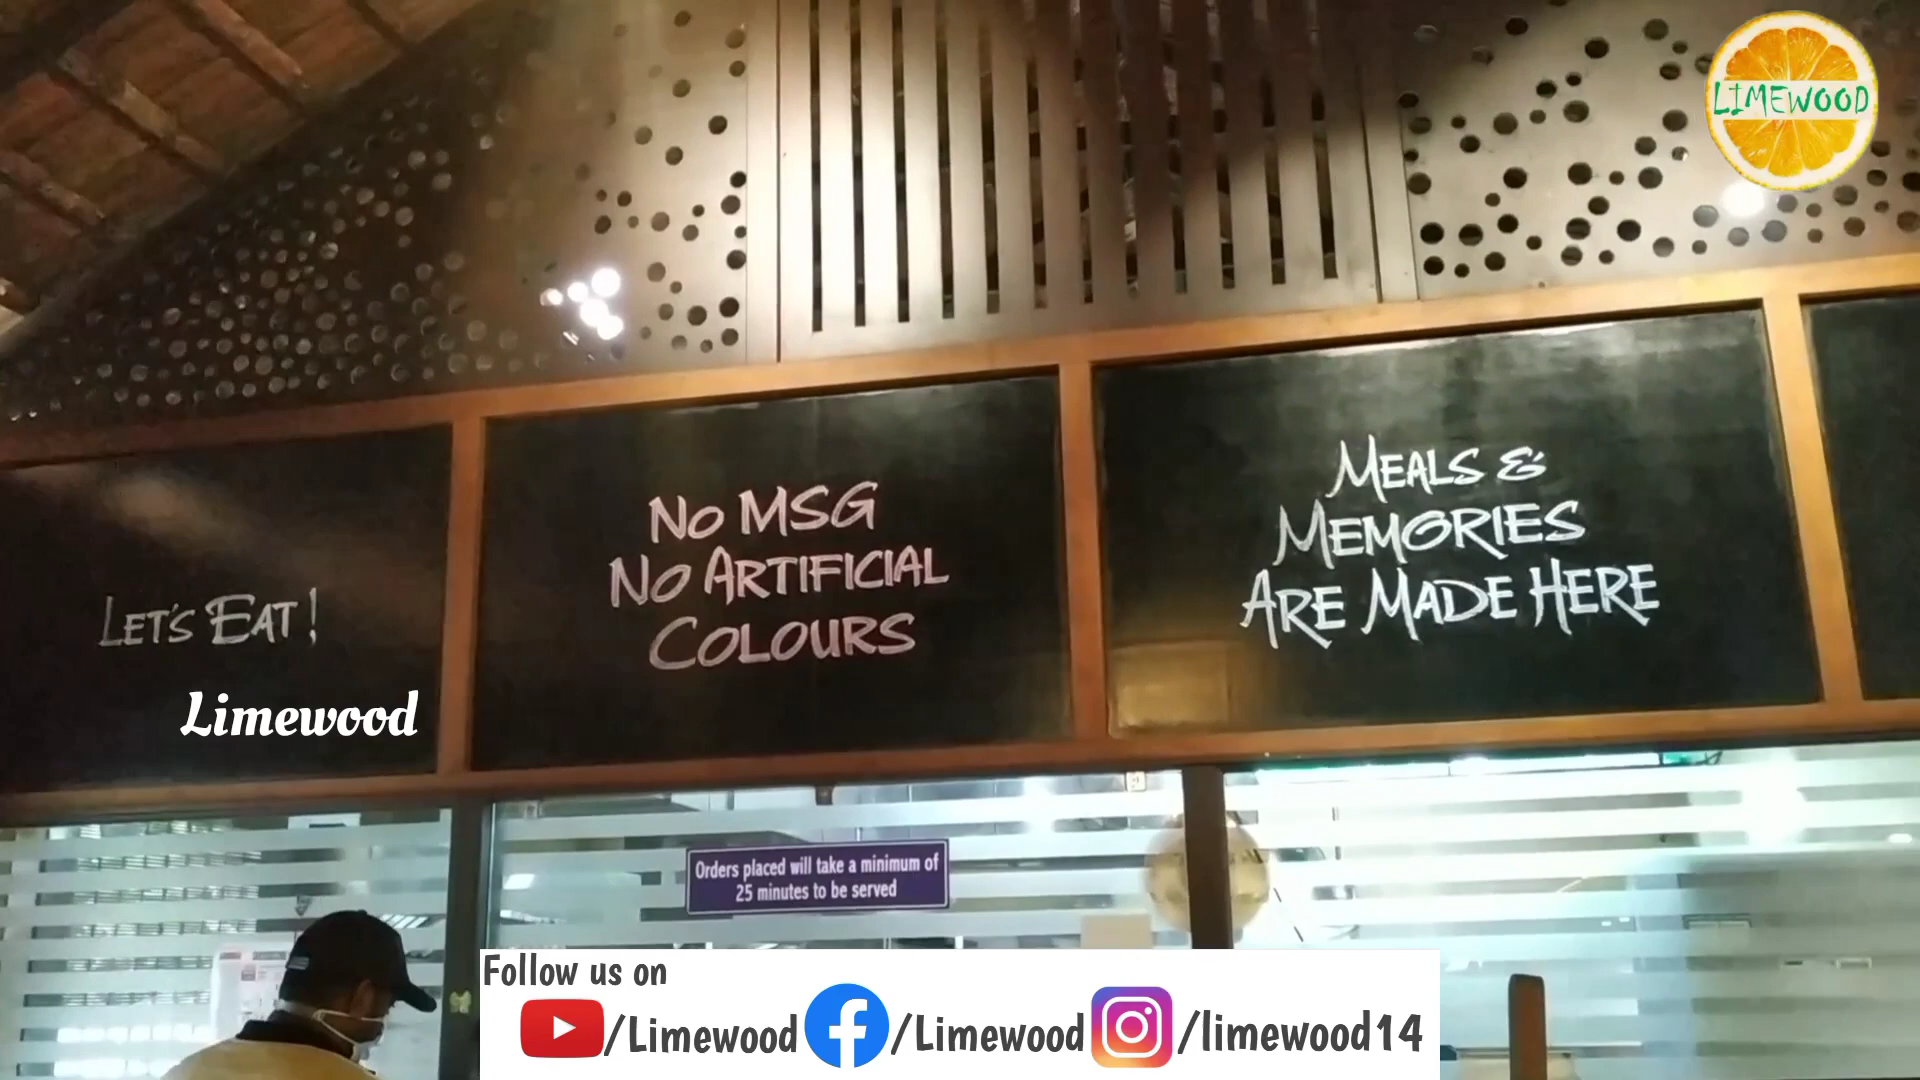 LIMEWOOD
LET'S EAT!
NO MSG
NO ARTIFICIAL
COLOURS
MEALS &
MEMORIES
ARE MADE HERE
Limewood
Orders placed will take a minimum of
25 minutes to be served
Follow us on
/Limewood /Limewood /limewood14